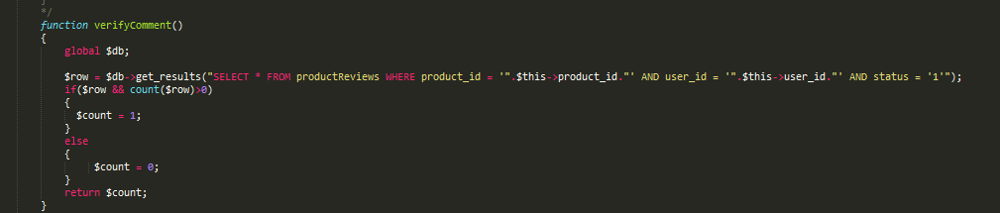 */
function verifyComment()
{
global $db;
$row = $db->get_results("SELECT * FROM productReviews WHERE product_id = '".$this->product_id."' AND user_id = '".$this->user_id."' AND status = '1'");
if($row && count($row)>0)
{
$count = 1;
}
else
{
$count = 0;
}
return $count;
}